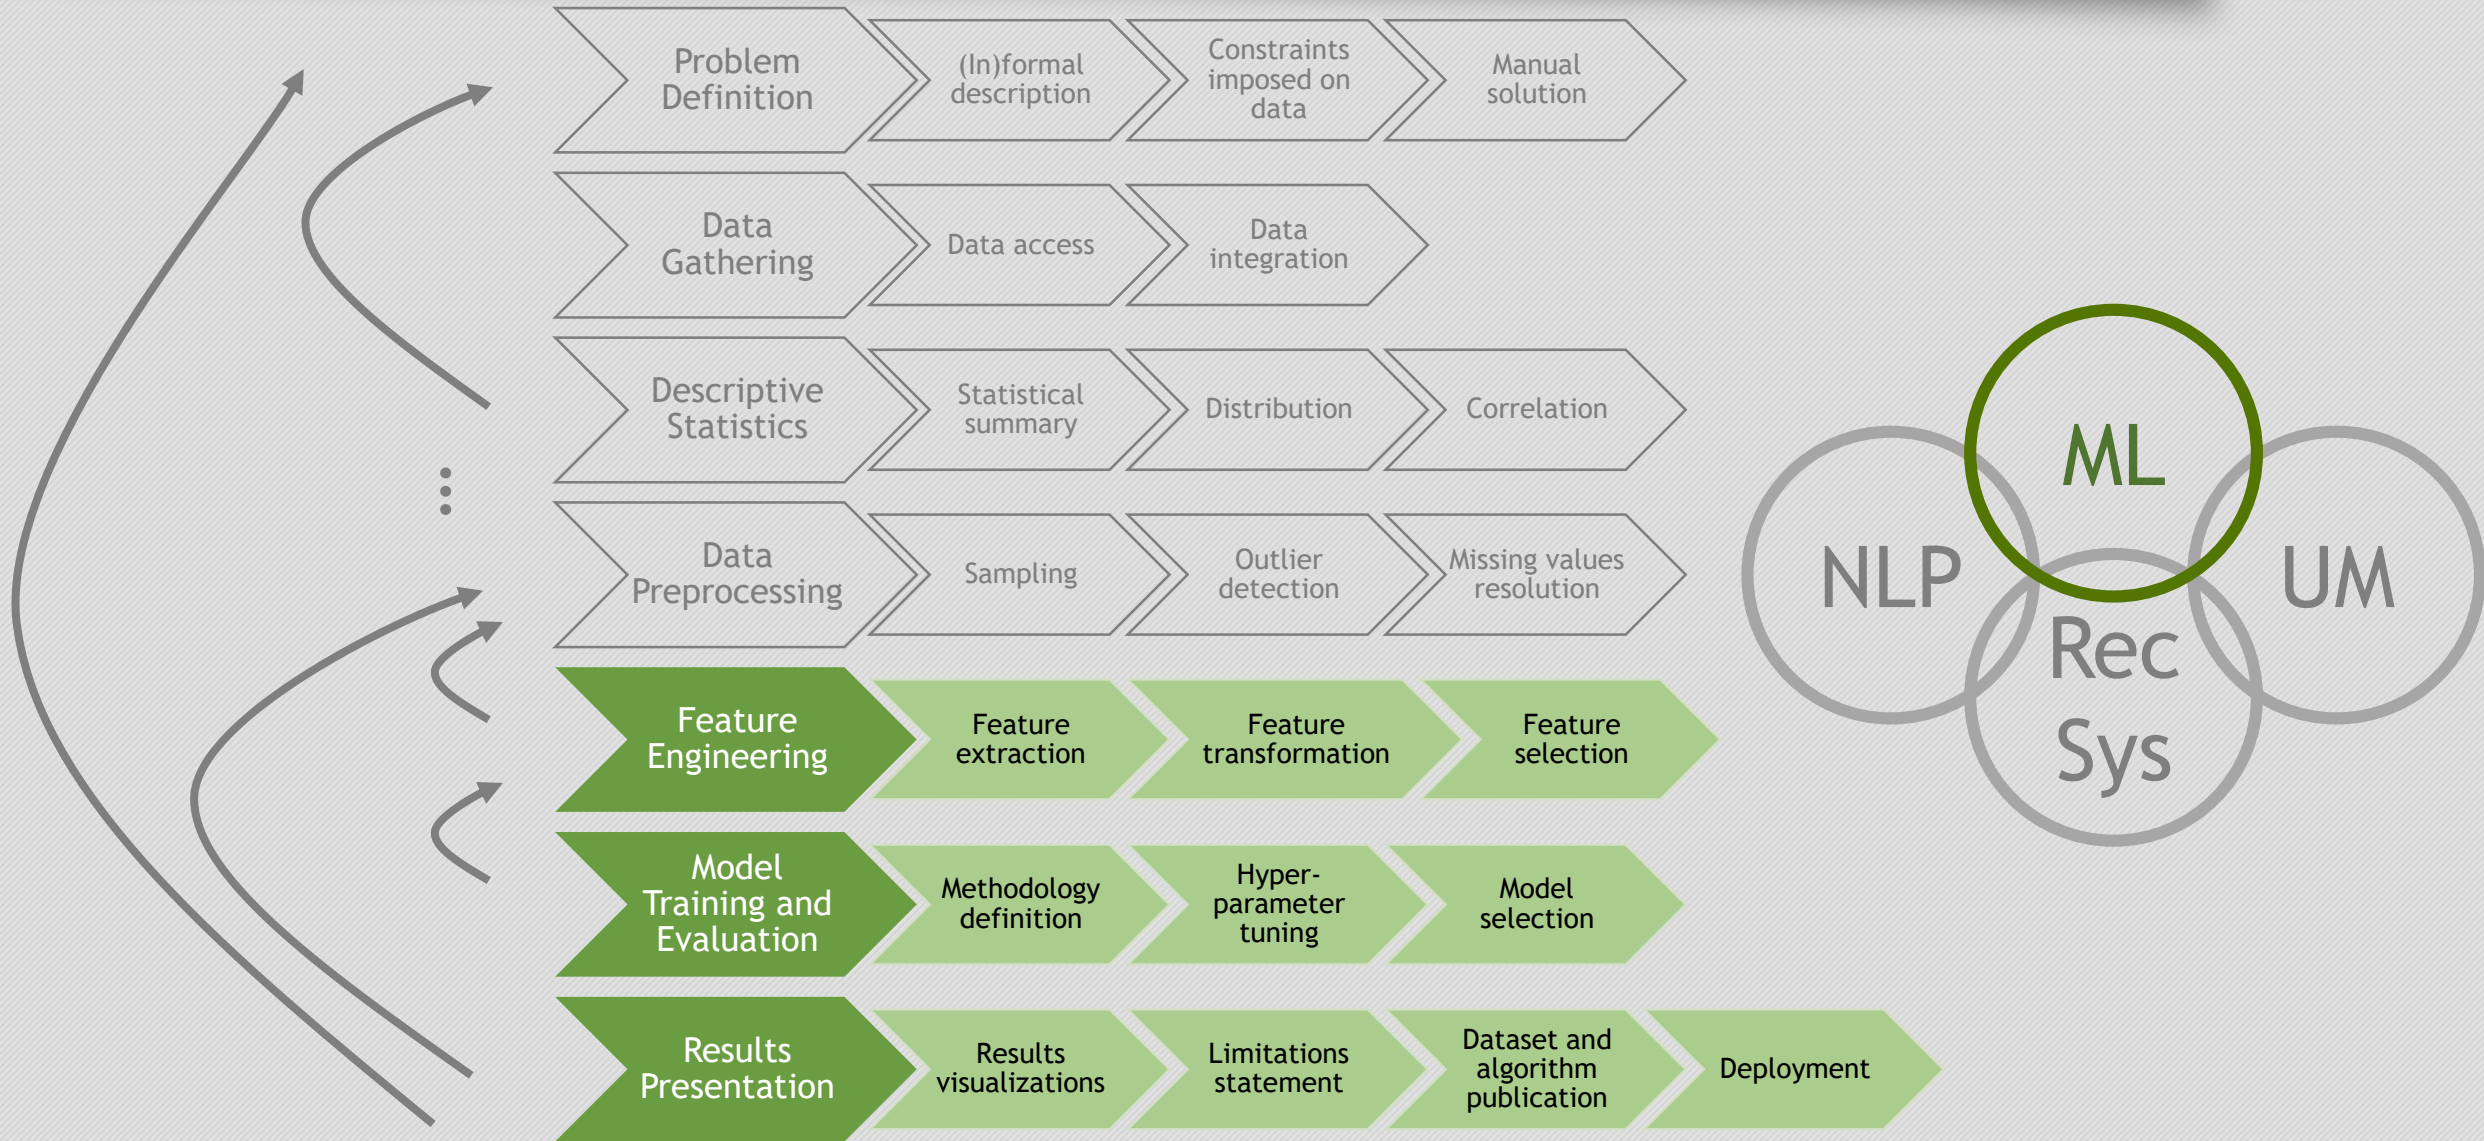 Problem
Definition
(In)formal
description
Constraints
imposed on
data
Manual
solution
Data
Gathering
Data access
Data
integration
Descriptive
Statistics
Statistical
summary
Distribution
Correlation
Data
Preprocessing
Sampling
Outlier
detection
Missing values
resolution
Feature
Engineering
Feature
extraction
Feature
transformation
Feature
selection
Model
Training and
Evaluation
Methodology
definition
Hyper-
parameter
tuning
Model
selection
Results
Presentation
Results
visualizations
Limitations
statement
Dataset and
algorithm
publication
Deployment
ML
NLP
UM
Rec
Sys